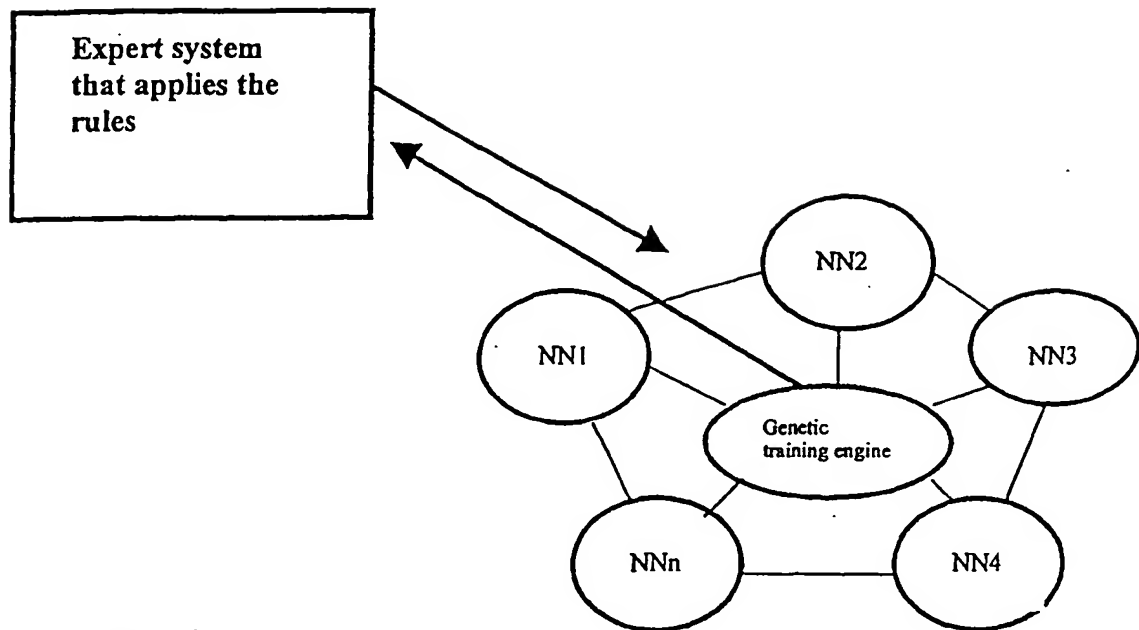 Expert system
that applies the
rules
NN2
NN1
NN3
Genetic
training engine
NNn
NN4